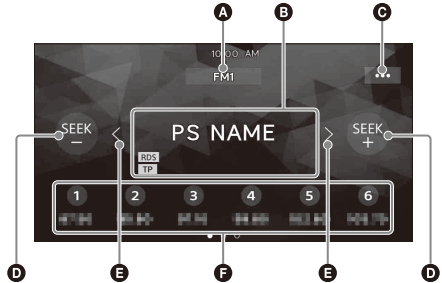 A B C
10:00 AM
FM1
SEEK − < PS NAME > SEEK +
RDS
TP
1 2 3 4 5 6
D E F E D